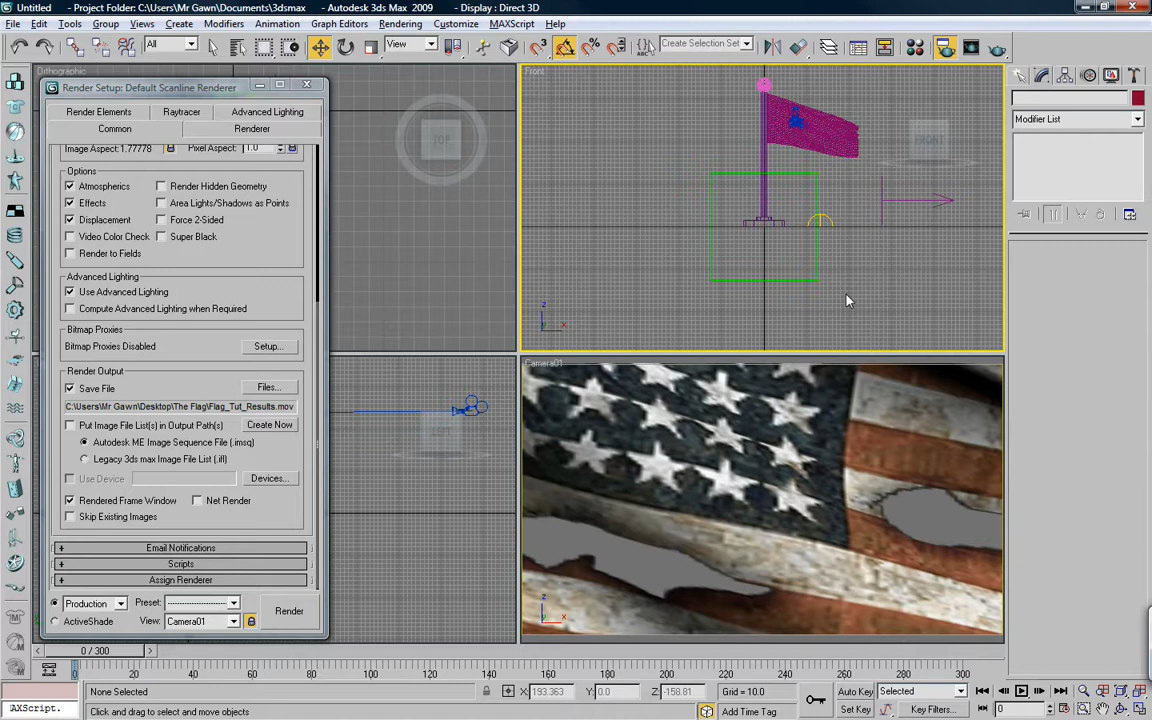 Untitled - Project Folder: C:\Users\Mr Gawn\Documents\3dsmax - Autodesk 3ds Max 2009 - Display : Direct 3D
File Edit Tools Group Views Create Modifiers Animation Graph Editors Rendering Customize MAXScript Help
All View Create Selection Set
Orthographic
TOP
Front
FRONT
z
x
Modifier List
Render Setup: Default Scanline Renderer
Render Elements Raytracer Advanced Lighting
Common Renderer
Image Aspect: 1.77778 Pixel Aspect: 1.0
Options
Atmospherics Render Hidden Geometry
Effects Area Lights/Shadows as Points
Displacement Force 2-Sided
Video Color Check Super Black
Render to Fields
Advanced Lighting
Use Advanced Lighting
Compute Advanced Lighting when Required
Bitmap Proxies
Bitmap Proxies Disabled Setup...
Render Output
Save File Files...
C:\Users\Mr Gawn\Desktop\The Flag\Flag_Tut_Results.mov
Put Image File List(s) in Output Path(s) Create Now
Autodesk ME Image Sequence File (.imsq)
Legacy 3ds max Image File List (.ifl)
Use Device Devices...
Rendered Frame Window Net Render
Skip Existing Images
+ Email Notifications
+ Scripts
+ Assign Renderer
Production Preset: Render
ActiveShade View: Camera01
LEFT
Camera01
z
x
0 / 300
20 40 60 80 100 120 140 160 180 200 220 240 260 280 300
None Selected X: 193.363 Y: 0.0 Z: -158.81 Grid = 10.0 Auto Key Selected
AXScript. Click and drag to select and move objects Add Time Tag Set Key Key Filters... 0